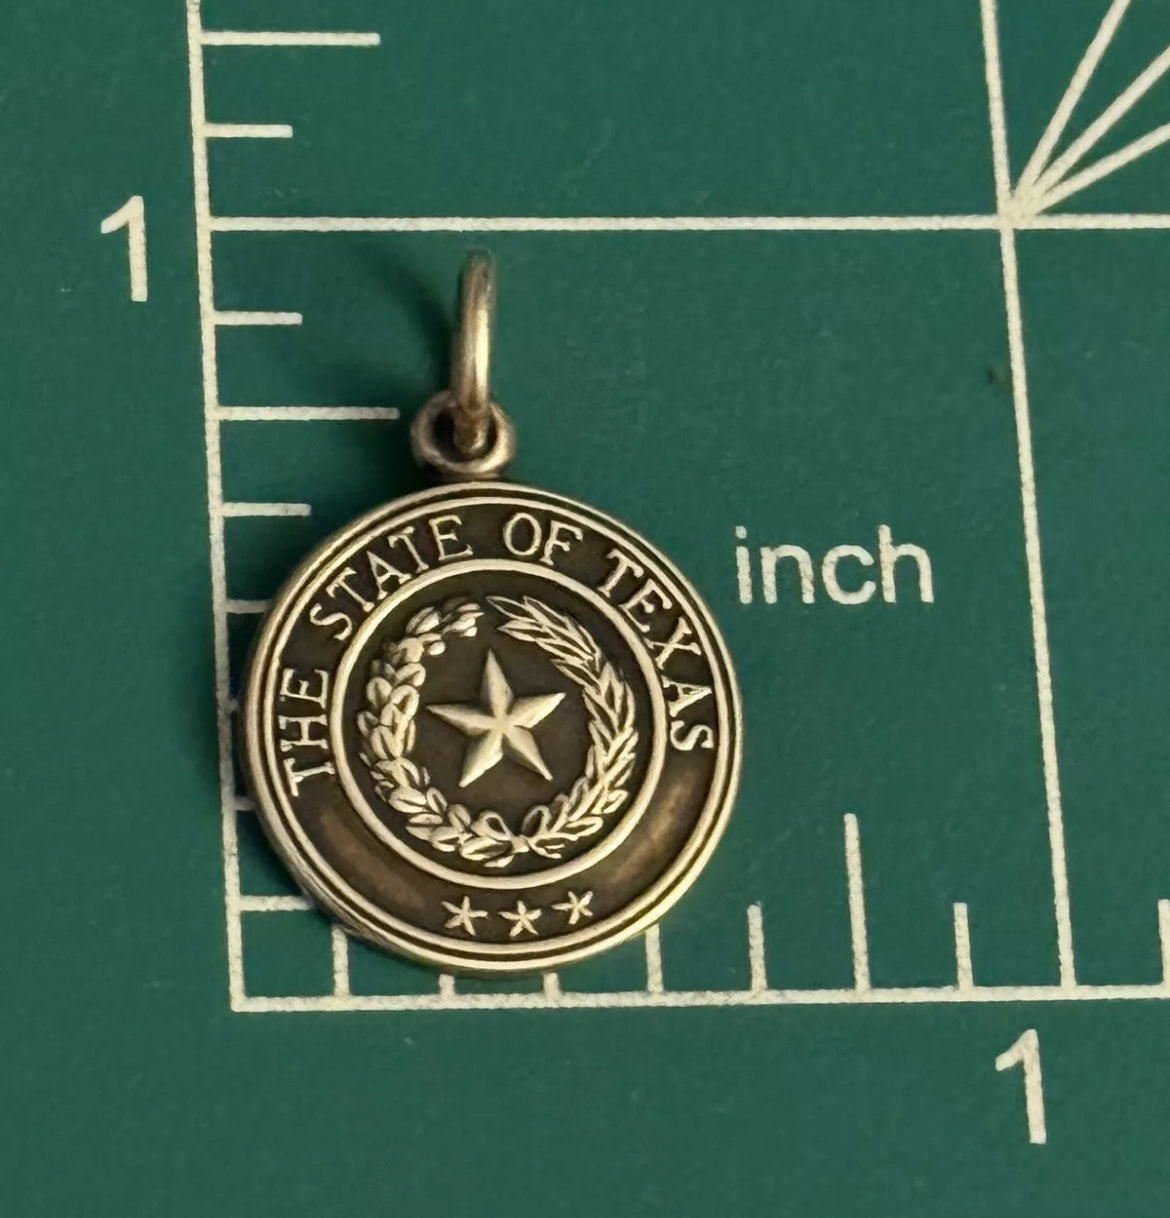 1
THE STATE OF TEXAS
inch
1